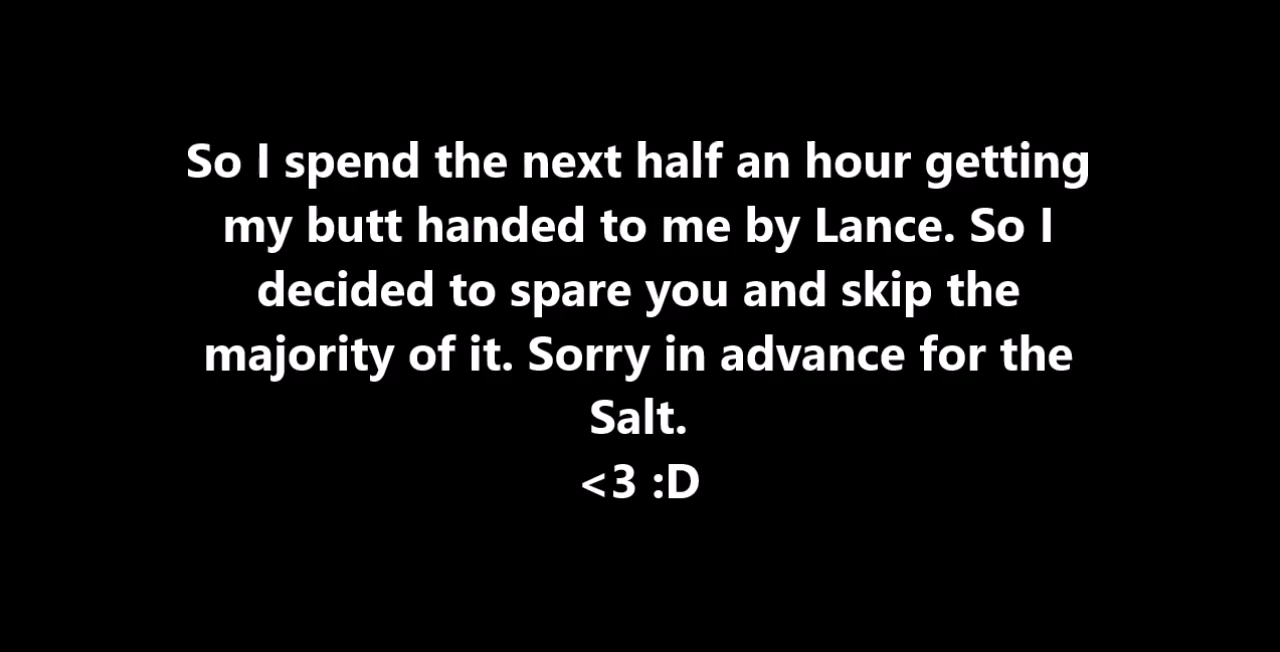 So I spend the next half an hour getting
my butt handed to me by Lance. So I
decided to spare you and skip the
majority of it. Sorry in advance for the
Salt.
<3 :D